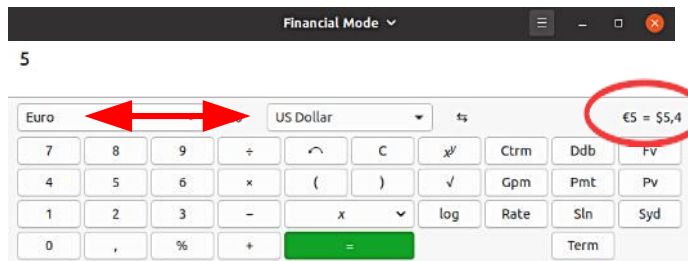 Financial Mode
5
Euro US Dollar €5 = $5,4
7 8 9 ÷ C xʸ Ctrm Ddb Fv
4 5 6 × ( ) √ Gpm Pmt Pv
1 2 3 − x log Rate Sln Syd
0 , % + = Term